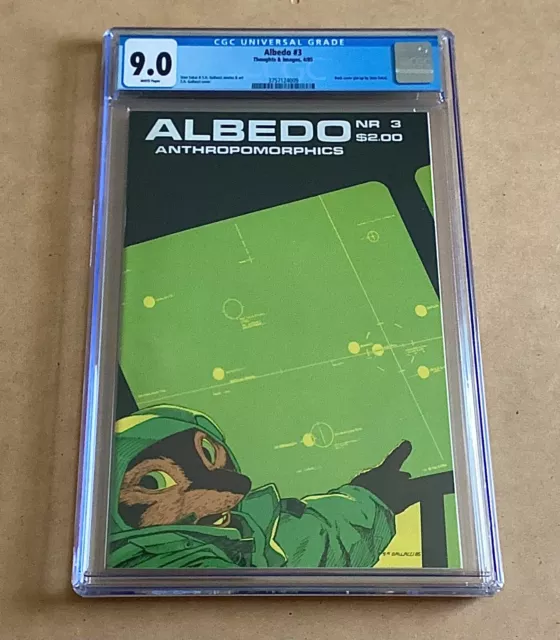 CGC UNIVERSAL GRADE
9.0
WHITE Pages
Albedo #3
Thoughts & Images, 4/85
3757124009
ALBEDO NR 3
$2.00
ANTHROPOMORPHICS